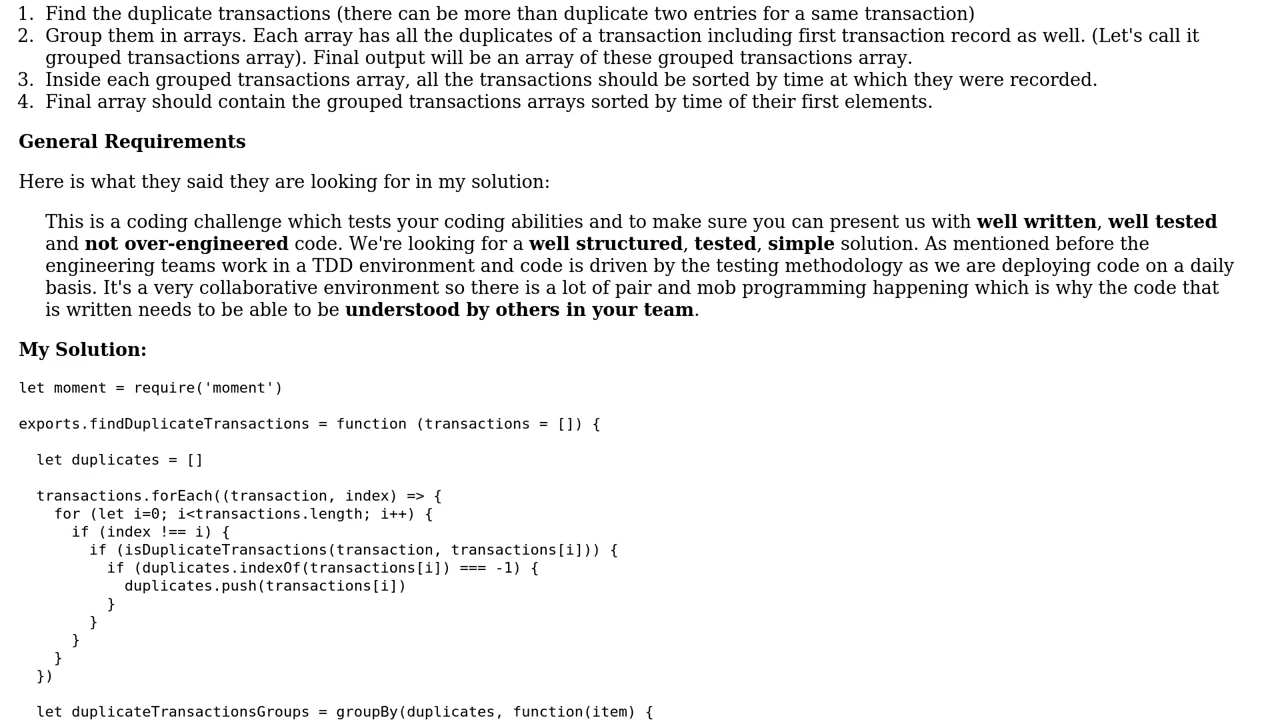 1. Find the duplicate transactions (there can be more than duplicate two entries for a same transaction)
2. Group them in arrays. Each array has all the duplicates of a transaction including first transaction record as well. (Let's call it
grouped transactions array). Final output will be an array of these grouped transactions array.
3. Inside each grouped transactions array, all the transactions should be sorted by time at which they were recorded.
4. Final array should contain the grouped transactions arrays sorted by time of their first elements.
General Requirements
Here is what they said they are looking for in my solution:
This is a coding challenge which tests your coding abilities and to make sure you can present us with well written, well tested
and not over-engineered code. We're looking for a well structured, tested, simple solution. As mentioned before the
engineering teams work in a TDD environment and code is driven by the testing methodology as we are deploying code on a daily
basis. It's a very collaborative environment so there is a lot of pair and mob programming happening which is why the code that
is written needs to be able to be understood by others in your team.
My Solution:
let moment = require('moment')
exports.findDuplicateTransactions = function (transactions = []) {
  let duplicates = []
  transactions.forEach((transaction, index) => {
    for (let i=0; i<transactions.length; i++) {
      if (index !== i) {
        if (isDuplicateTransactions(transaction, transactions[i])) {
          if (duplicates.indexOf(transactions[i]) === -1) {
            duplicates.push(transactions[i])
          }
        }
      }
    }
  })
  let duplicateTransactionsGroups = groupBy(duplicates, function(item) {